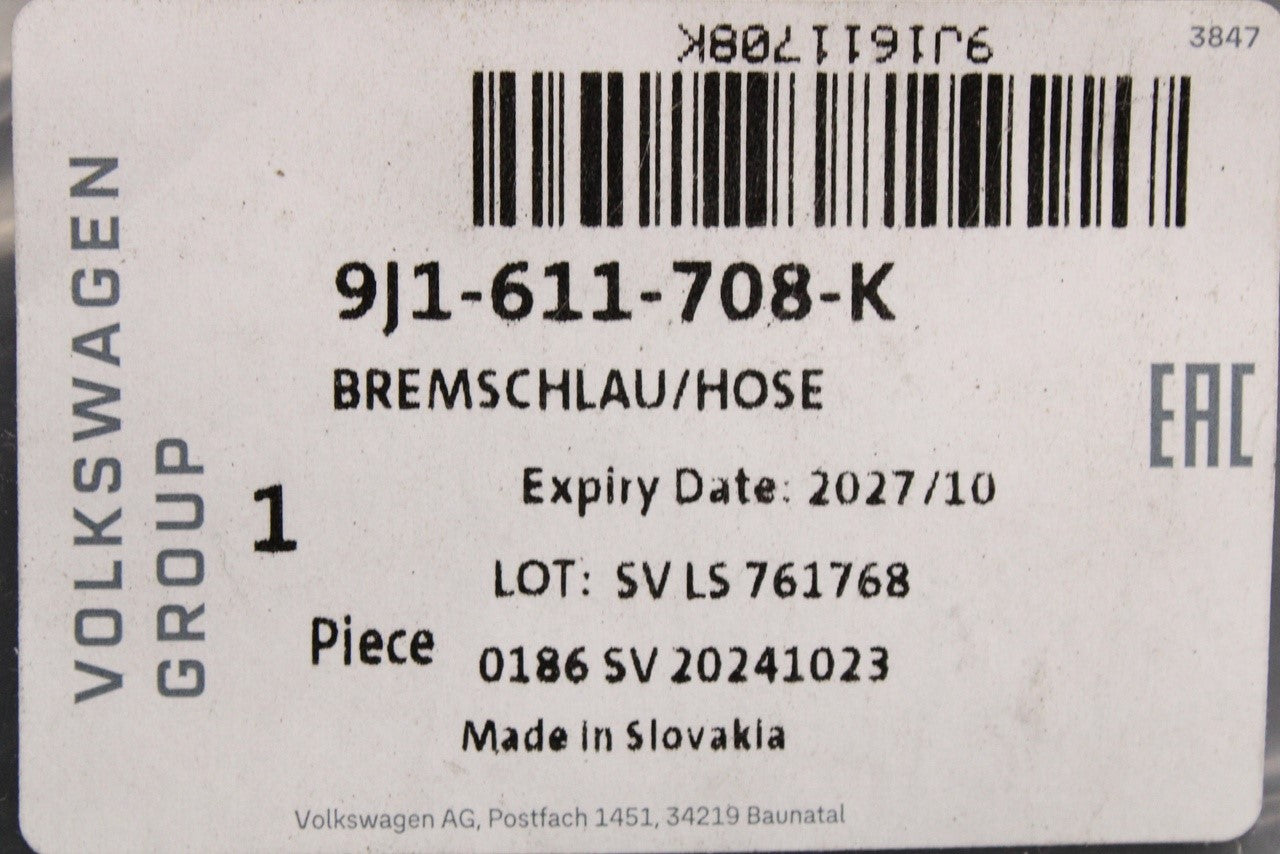 9J1611708K
3847
9J1-611-708-K
BREMSCHLAU/HOSE
EAC
Expiry Date: 2027/10
1
LOT: SV LS 761768
Piece
0186 SV 20241023
Made in Slovakia
VOLKSWAGEN
GROUP
Volkswagen AG, Postfach 1451, 34219 Baunatal